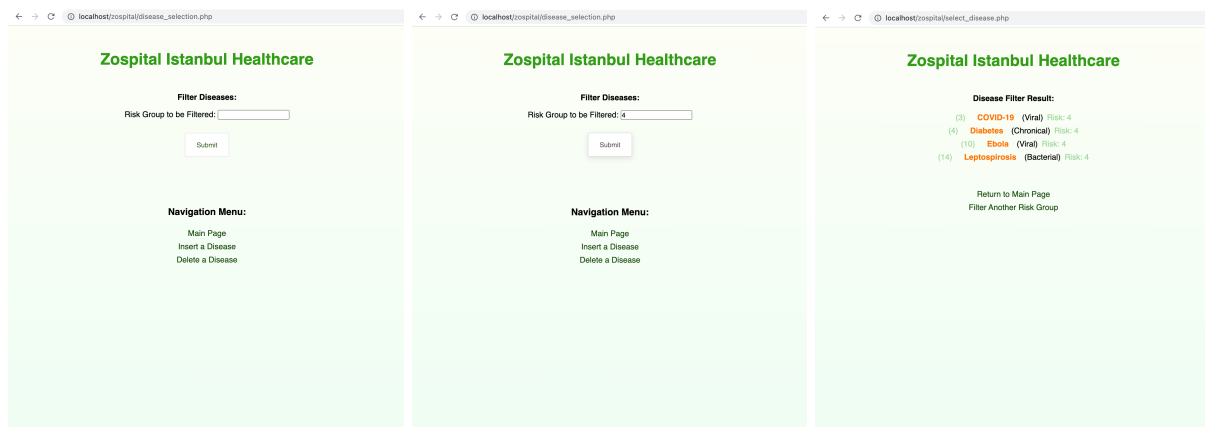 localhost/zospital/disease_selection.php
Zospital Istanbul Healthcare
Filter Diseases:
Risk Group to be Filtered:
Submit
Navigation Menu:
Main Page
Insert a Disease
Delete a Disease
localhost/zospital/disease_selection.php
Zospital Istanbul Healthcare
Filter Diseases:
Risk Group to be Filtered: 4
Submit
Navigation Menu:
Main Page
Insert a Disease
Delete a Disease
localhost/zospital/select_disease.php
Zospital Istanbul Healthcare
Disease Filter Result:
(3) COVID-19 (Viral) Risk: 4
(4) Diabetes (Chronical) Risk: 4
(10) Ebola (Viral) Risk: 4
(14) Leptospirosis (Bacterial) Risk: 4
Return to Main Page
Filter Another Risk Group